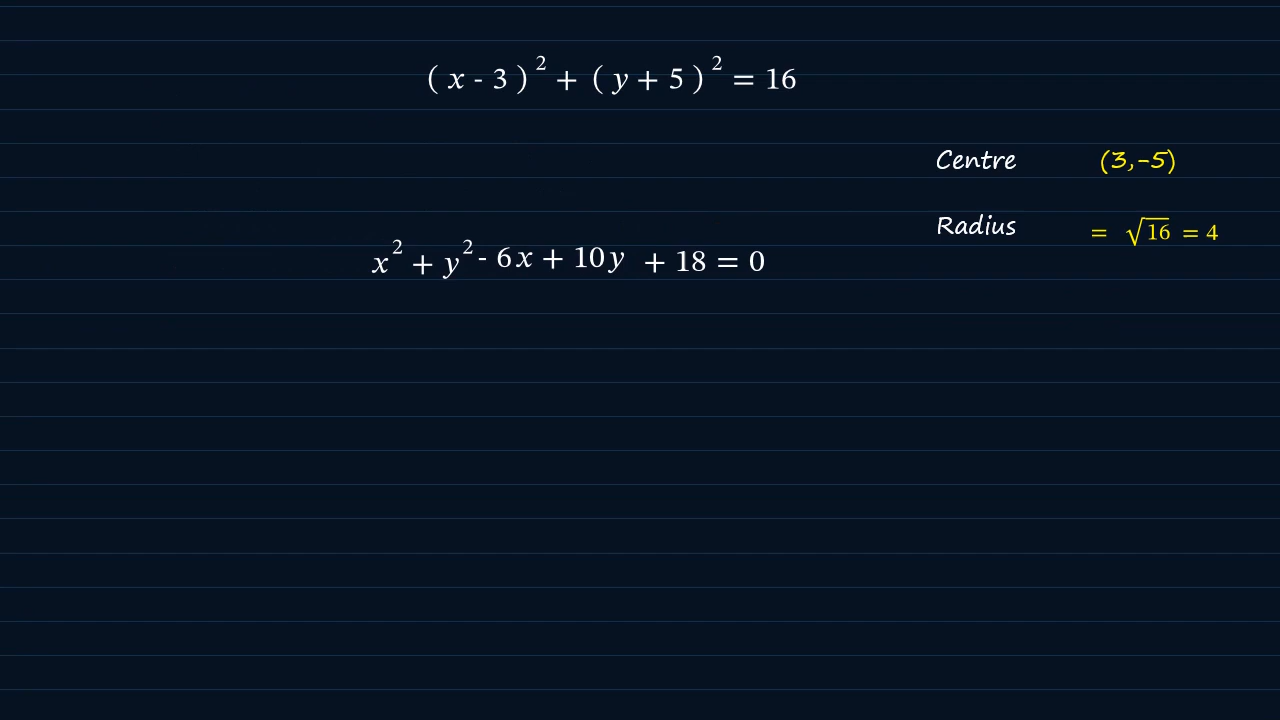 ( x - 3 )² + ( y + 5 )² = 16
Centre (3,-5)
Radius = √16 = 4
x² + y² - 6x + 10y + 18 = 0